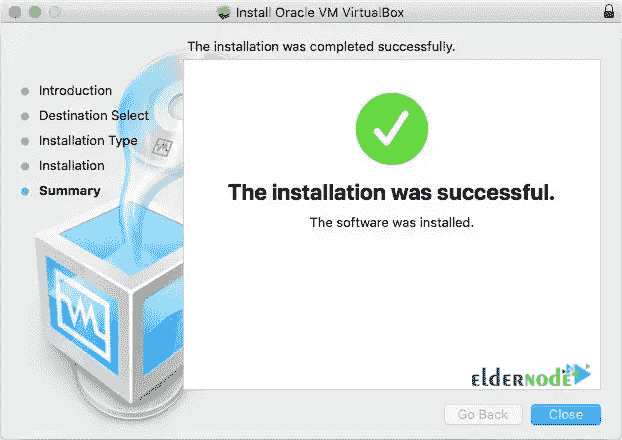 Install Oracle VM VirtualBox
The installation was completed successfully.
Introduction
Destination Select
Installation Type
Installation
Summary
The installation was successful.
The software was installed.
VM
ELDERNODE
Go Back
Close